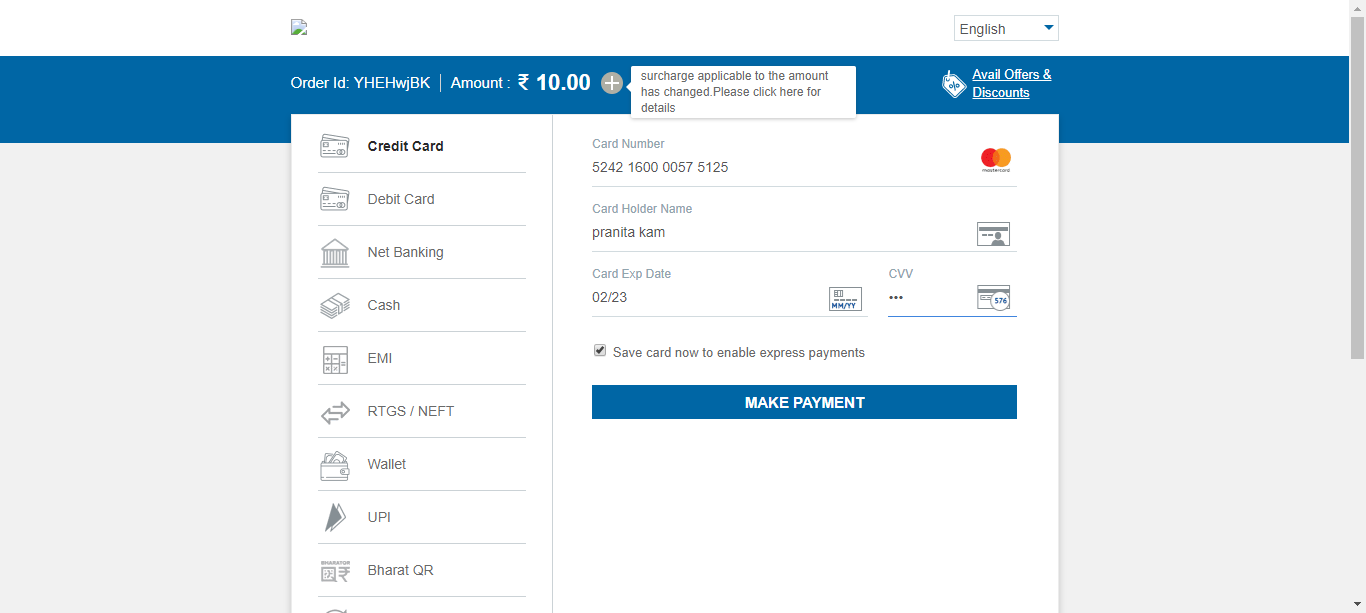 English
Order Id: YHEHwjBK | Amount : ₹ 10.00
surcharge applicable to the amount
has changed.Please click here for
details
Avail Offers &
Discounts
Credit Card
Debit Card
Net Banking
Cash
EMI
RTGS / NEFT
Wallet
UPI
BHARATQR
Bharat QR
Card Number
5242 1600 0057 5125
mastercard
Card Holder Name
pranita kam
Card Exp Date
02/23
MM/YY
CVV
•••
576
Save card now to enable express payments
MAKE PAYMENT